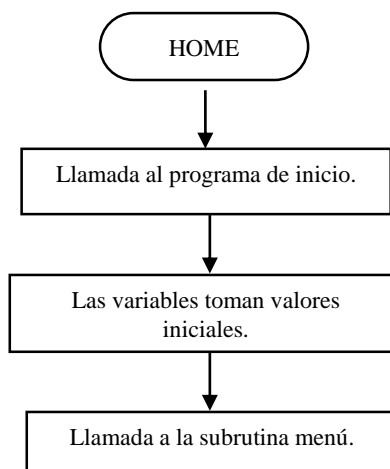 HOME
Llamada al programa de inicio.
Las variables toman valores
iniciales.
Llamada a la subrutina menú.